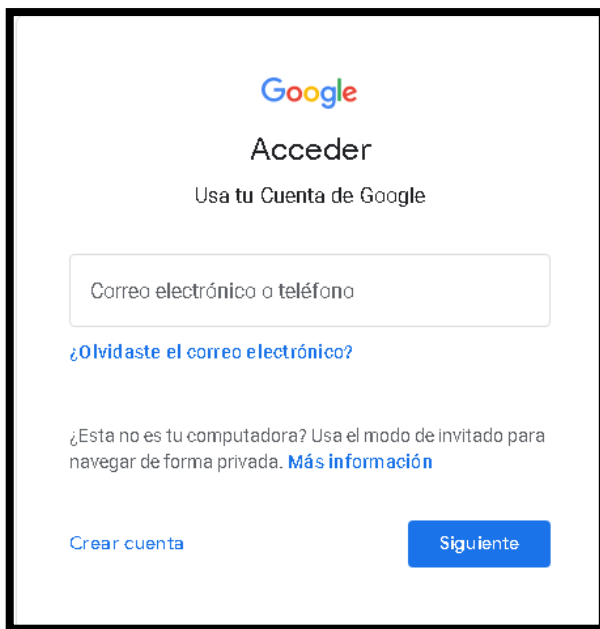 Google
Acceder
Usa tu Cuenta de Google
Correo electrónico o teléfono
¿Olvidaste el correo electrónico?
¿Esta no es tu computadora? Usa el modo de invitado para
navegar de forma privada. Más información
Crear cuenta
Siguiente